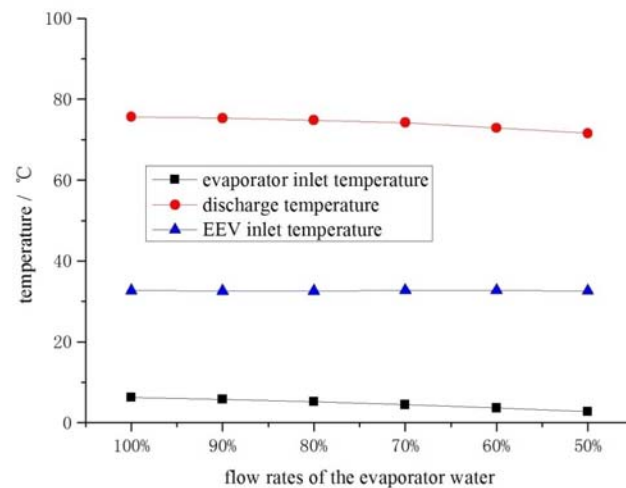 100
80
60
40
20
0
temperature / ℃
evaporator inlet temperature
discharge temperature
EEV inlet temperature
100% 90% 80% 70% 60% 50%
flow rates of the evaporator water